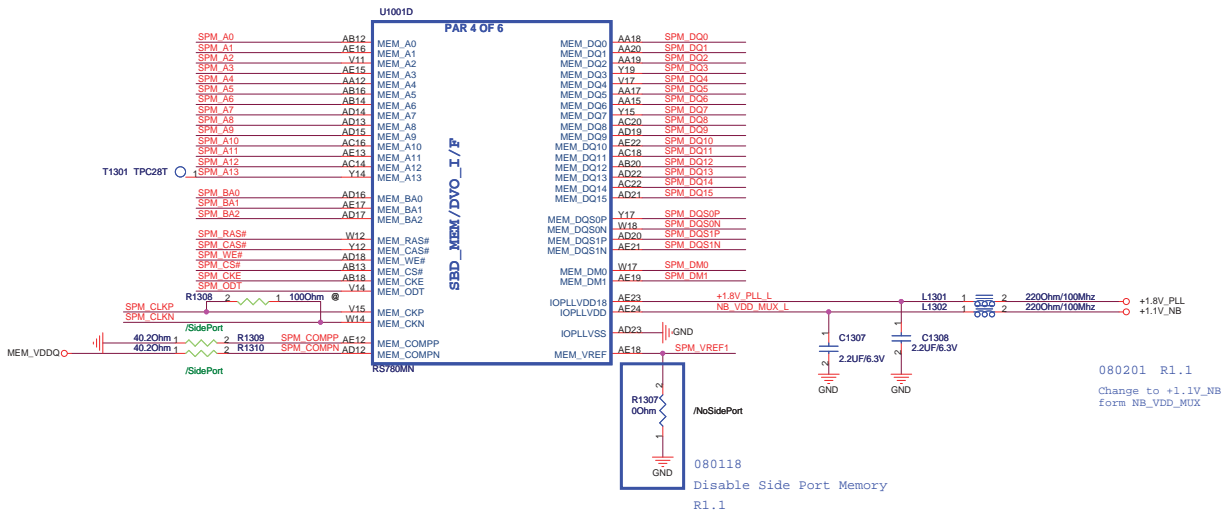 U1001D
PAR 4 OF 6
SPM_A0 AB12 MEM_A0 MEM_DQ0 AA18 SPM_DQ0
SPM_A1 AE16 MEM_A1 MEM_DQ1 AA20 SPM_DQ1
SPM_A2 V11 MEM_A2 MEM_DQ2 AA19 SPM_DQ2
SPM_A3 AE15 MEM_A3 MEM_DQ3 Y19 SPM_DQ3
SPM_A4 AA12 MEM_A4 MEM_DQ4 V17 SPM_DQ4
SPM_A5 AB16 MEM_A5 MEM_DQ5 AA17 SPM_DQ5
SPM_A6 AB14 MEM_A6 MEM_DQ6 AA15 SPM_DQ6
SPM_A7 AD14 MEM_A7 MEM_DQ7 Y15 SPM_DQ7
SPM_A8 AD13 MEM_A8 MEM_DQ8 AC20 SPM_DQ8
SPM_A9 AD15 MEM_A9 MEM_DQ9 AD19 SPM_DQ9
SPM_A10 AC16 MEM_A10 MEM_DQ10 AE22 SPM_DQ10
SPM_A11 AE13 MEM_A11 MEM_DQ11 AC18 SPM_DQ11
SPM_A12 AC14 MEM_A12 MEM_DQ12 AB20 SPM_DQ12
T1301 TPC28T 1 SPM_A13 Y14 MEM_A13 MEM_DQ13 AD22 SPM_DQ13
MEM_DQ14 AC22 SPM_DQ14
SPM_BA0 AD16 MEM_BA0 MEM_DQ15 AD21 SPM_DQ15
SPM_BA1 AE17 MEM_BA1
SPM_BA2 AD17 MEM_BA2 MEM_DQS0P Y17 SPM_DQS0P
MEM_DQS0N W18 SPM_DQS0N
SPM_RAS# W12 MEM_RAS# MEM_DQS1P AD20 SPM_DQS1P
SPM_CAS# Y12 MEM_CAS# MEM_DQS1N AE21 SPM_DQS1N
SPM_WE# AD18 MEM_WE#
SPM_CS# AB13 MEM_CS# MEM_DM0 W17 SPM_DM0
SPM_CKE AB18 MEM_CKE MEM_DM1 AE19 SPM_DM1
SPM_ODT V14 MEM_ODT
SBD_MEM/DVO_I/F
R1308 2 1 100Ohm @
IOPLLVDD18 AE23 +1.8V_PLL_L L1301 1 2 220Ohm/100Mhz +1.8V_PLL
SPM_CLKP V15 MEM_CKP IOPLLVDD AE24 NB_VDD_MUX_L L1302 1 2 220Ohm/100Mhz +1.1V_NB
SPM_CLKN W14 MEM_CKN
/SidePort
IOPLLVSS AD23 GND
40.2Ohm 1 2 R1309 SPM_COMPP AE12 MEM_COMPP
MEM_VDDQ 40.2Ohm 1 2 R1310 SPM_COMPN AD12 MEM_COMPN MEM_VREF AE18 SPM_VREF1
/SidePort
RS780MN
1 2 C1307
2.2UF/6.3V
GND
1 2 C1308
2.2UF/6.3V
GND
080201 R1.1
Change to +1.1V_NB
form NB_VDD_MUX
2
R1307
0Ohm
/NoSidePort
1
GND
080118
Disable Side Port Memory
R1.1